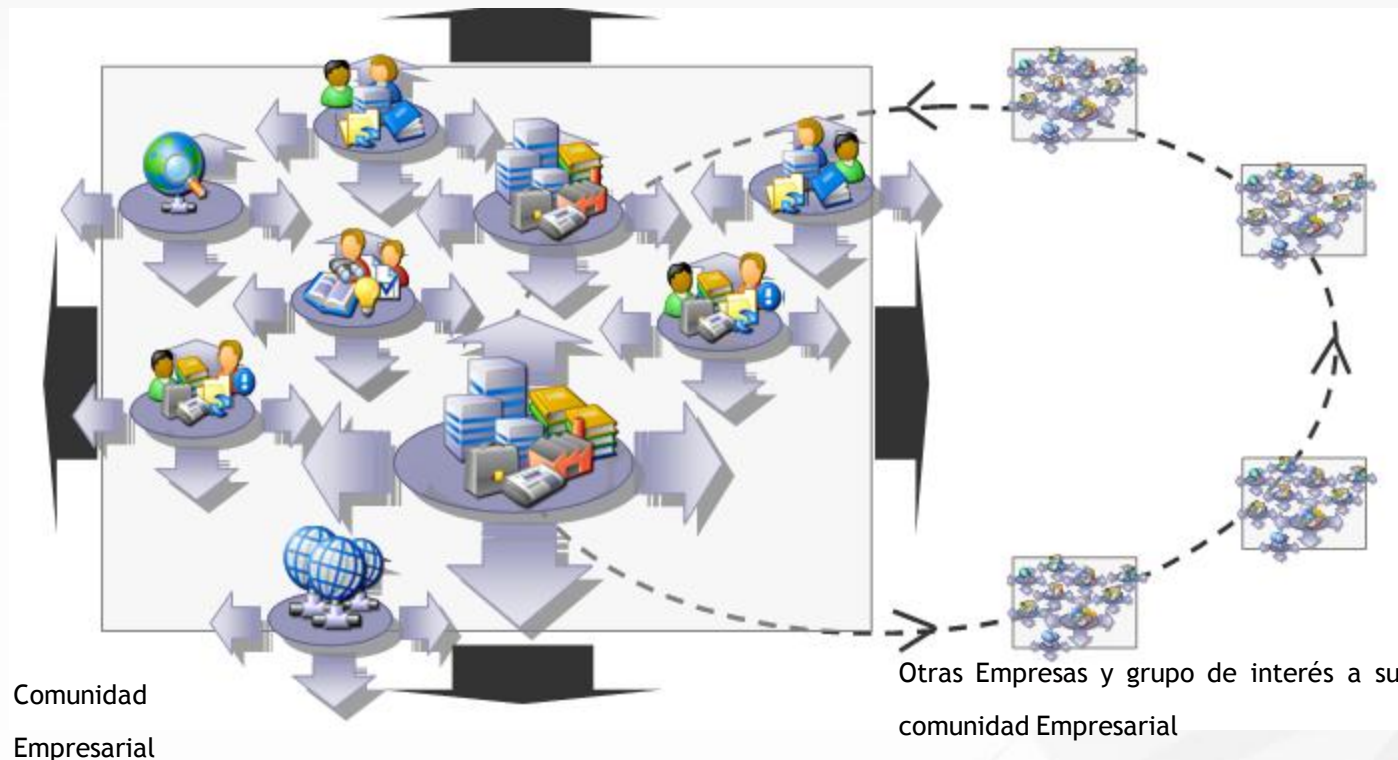 Comunidad
Empresarial
Otras Empresas y grupo de interés a su
comunidad Empresarial